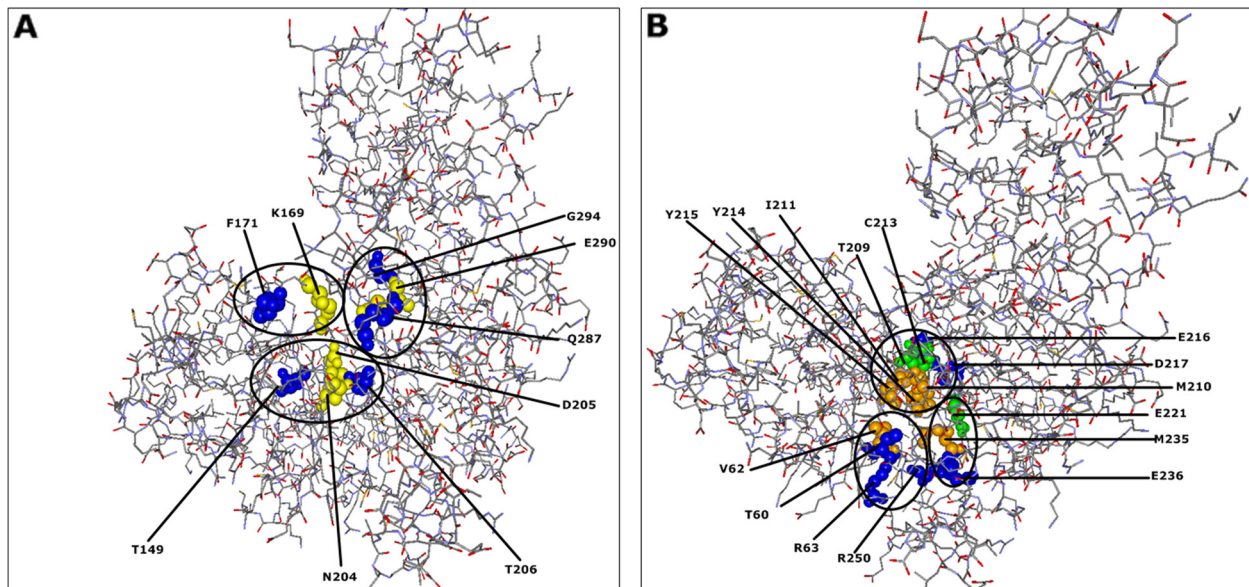 A
F171
K169
G294
E290
Q287
D205
T149
N204
T206
B
Y215
Y214
I211
C213
T209
E216
D217
M210
E221
M235
E236
V62
T60
R63
R250